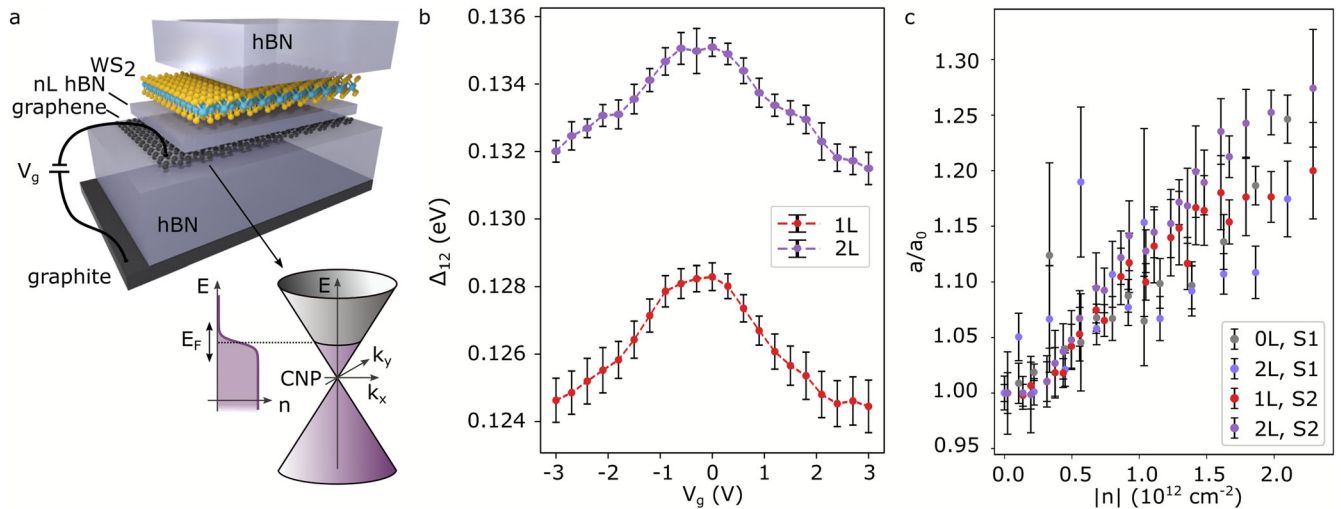 a
hBN
WS2
nL hBN
graphene
Vg
hBN
graphite
E
EF
n
E
ky
CNP
kx
b
0.136
0.134
0.132
0.130
0.128
0.126
0.124
Δ12 (eV)
1L
2L
-3 -2 -1 0 1 2 3
Vg (V)
c
1.30
1.25
1.20
1.15
1.10
1.05
1.00
0.95
a/a0
0L, S1
2L, S1
1L, S2
2L, S2
0.0 0.5 1.0 1.5 2.0
|n| (10^12 cm^-2)